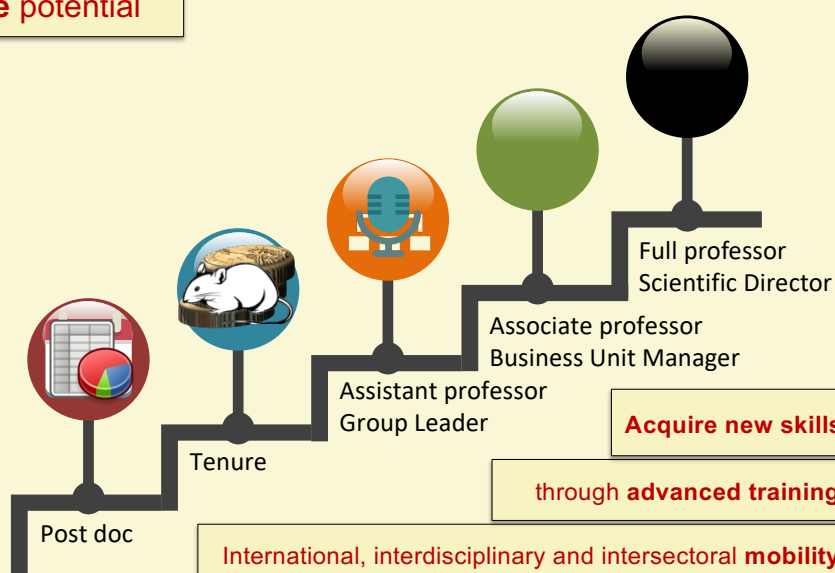 e potential
Full professor
Scientific Director
Associate professor
Business Unit Manager
Assistant professor
Group Leader
Acquire new skills
Tenure
through advanced training
Post doc
International, interdisciplinary and intersectoral mobility